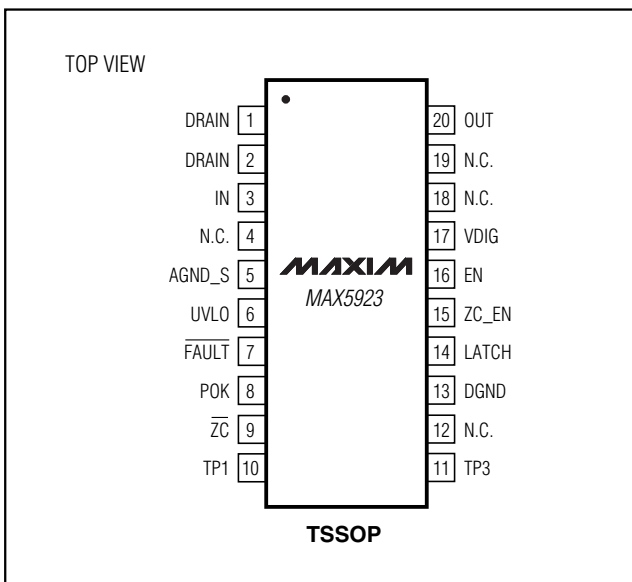 TOP VIEW
DRAIN 1
DRAIN 2
IN 3
N.C. 4
AGND_S 5
UVLO 6
FAULT 7
POK 8
ZC 9
TP1 10
MAXIM
MAX5923
20 OUT
19 N.C.
18 N.C.
17 VDIG
16 EN
15 ZC_EN
14 LATCH
13 DGND
12 N.C.
11 TP3
TSSOP